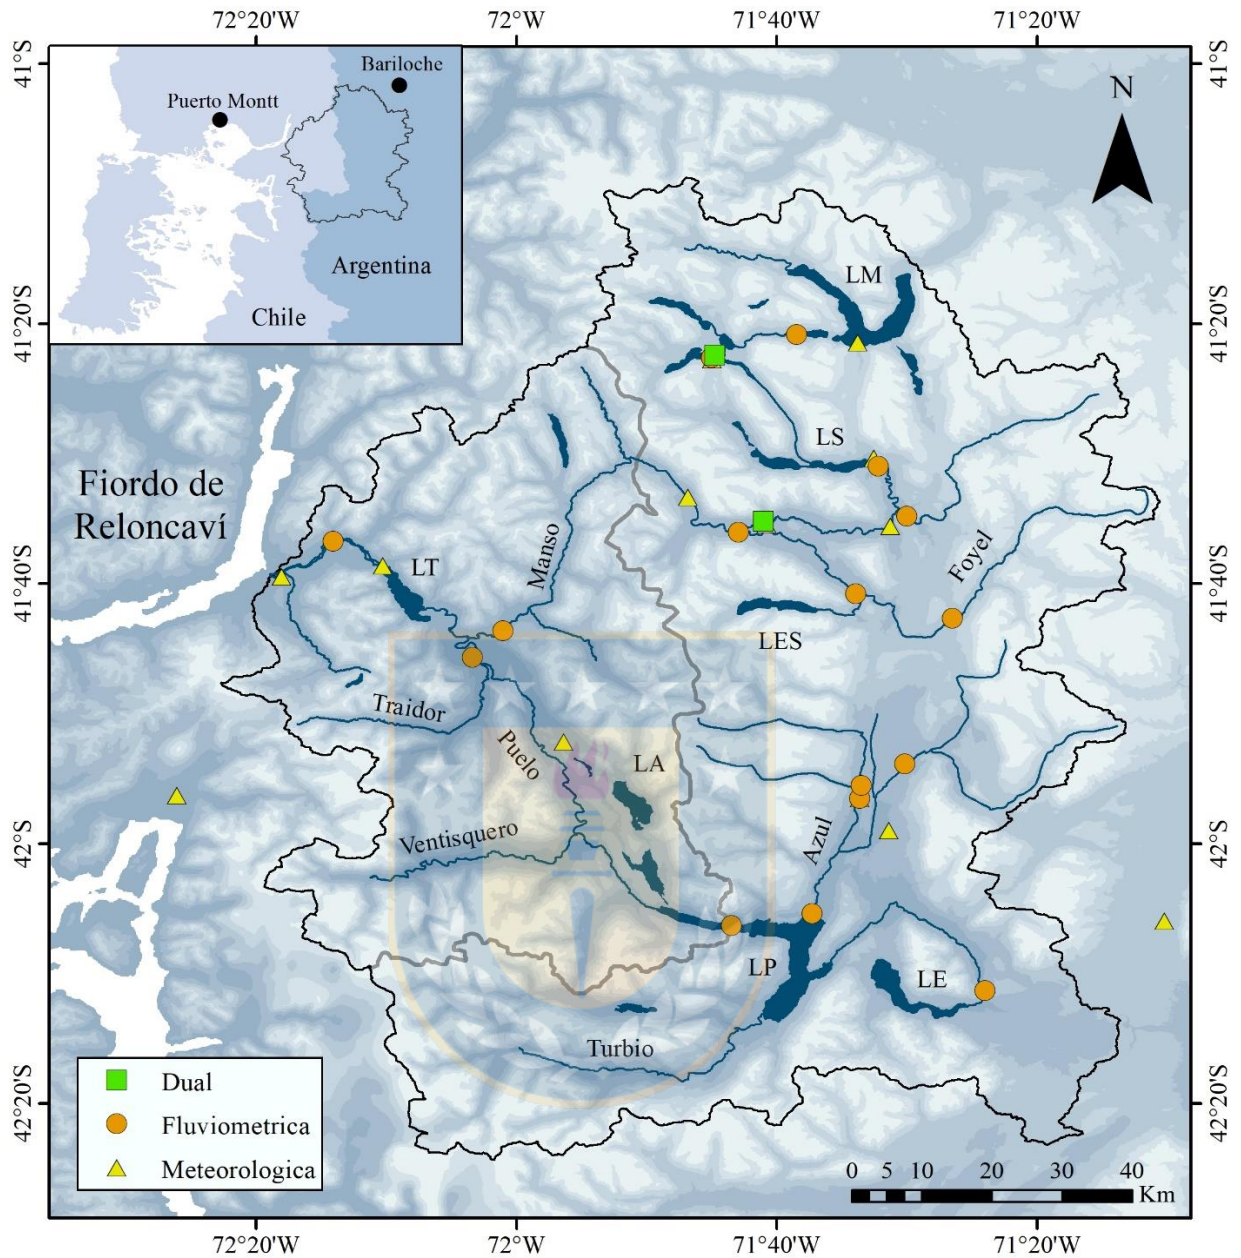 72°20'W 72°0'W 71°40'W 71°20'W
41°S
41°S
Bariloche
Puerto Montt
Argentina
Chile
N
LM
41°20'S
41°20'S
LS
Fiordo de
Reloncaví
Manso
Foyel
LT
41°40'S
41°40'S
LES
Traidor
Puelo
LA
Ventisquero
Azul
42°S
42°S
LP
LE
Turbio
Dual
Fluviometrica
Meteorologica
42°20'S
42°20'S
0 5 10 20 30 40
Km
72°20'W 72°0'W 71°40'W 71°20'W